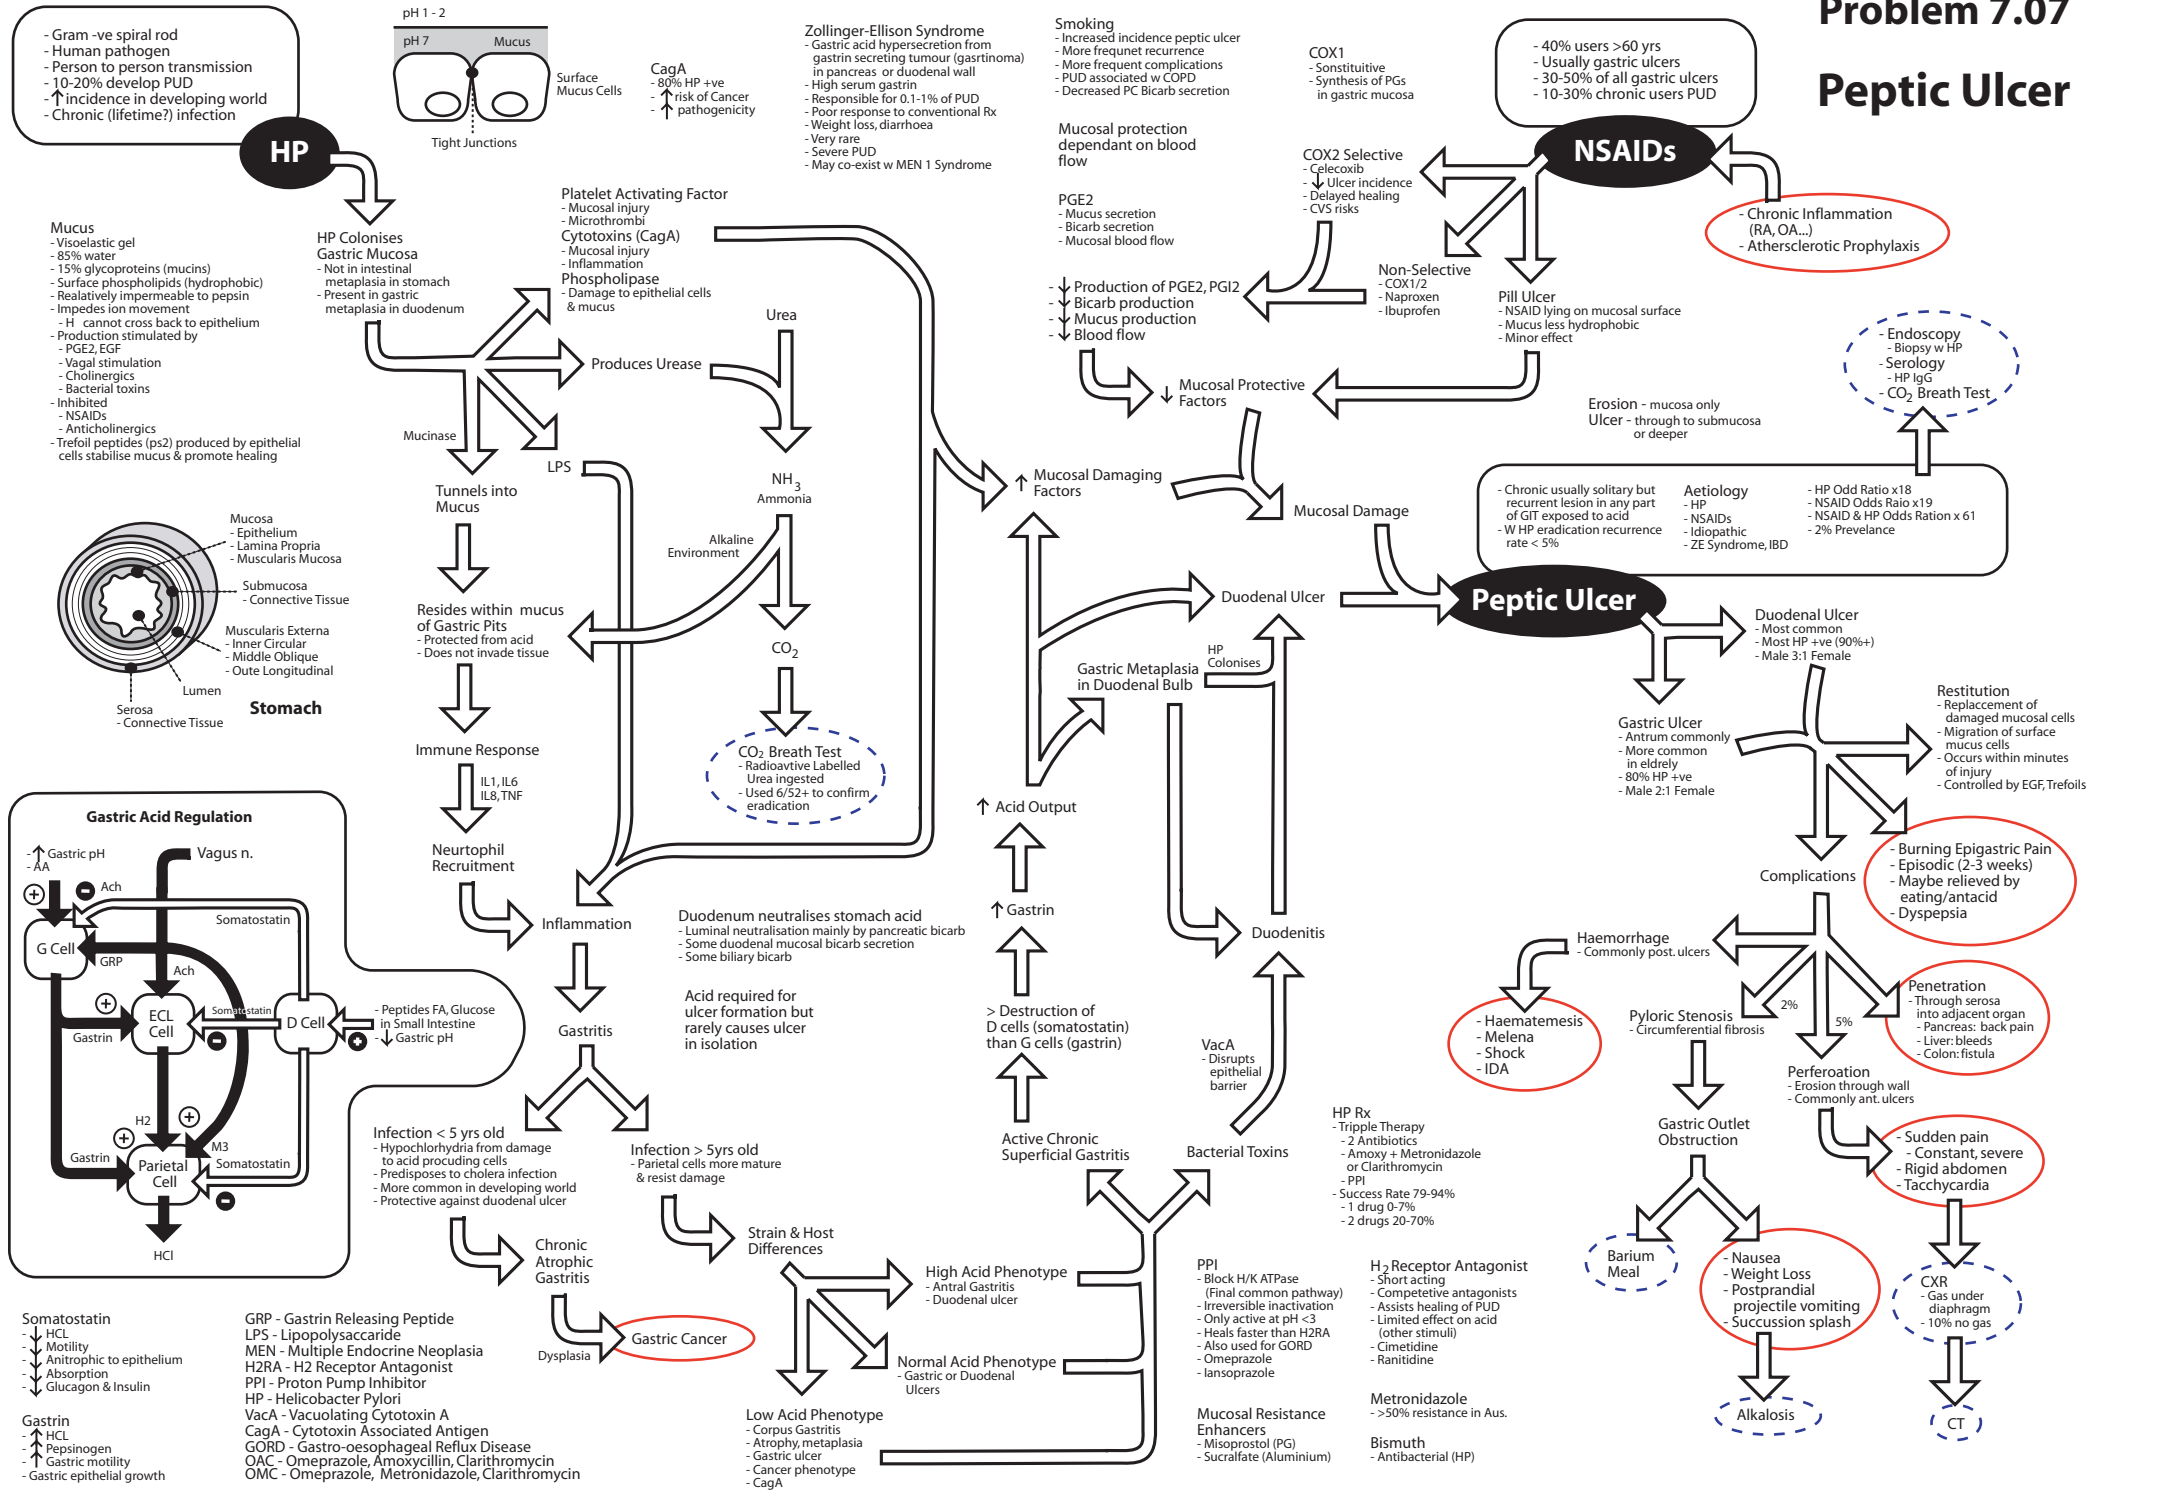 Problem 7.07
Peptic Ulcer
- Gram -ve spiral rod
- Human pathogen
- Person to person transmission
- 10-20% develop PUD
- ↑ incidence in developing world
- Chronic (lifetime?) infection
HP
pH 1 - 2
pH 7
Mucus
Surface
Mucus Cells
Tight Junctions
CagA
- 80% HP +ve
- ↑ risk of Cancer
- ↑ pathogenicity
Zollinger-Ellison Syndrome
- Gastric acid hypersecretion from
gastrin secreting tumour (gasrtinoma)
in pancreas or duodenal wall
- High serum gastrin
- Responsible for 0.1-1% of PUD
- Poor response to conventional Rx
- Weight loss, diarrhoea
- Very rare
- Severe PUD
- May co-exist w MEN 1 Syndrome
Smoking
- Increased incidence peptic ulcer
- More frequnet recurrence
- More frequent complications
- PUD associated w COPD
- Decreased PC Bicarb secretion
Mucosal protection
dependant on blood
flow
PGE2
- Mucus secretion
- Bicarb secretion
- Mucosal blood flow
COX1
- Sonstituitive
- Synthesis of PGs
in gastric mucosa
COX2 Selective
- Celecoxib
- ↓ Ulcer incidence
- Delayed healing
- CVS risks
- 40% users >60 yrs
- Usually gastric ulcers
- 30-50% of all gastric ulcers
- 10-30% chronic users PUD
NSAIDs
- Chronic Inflammation
(RA, OA...)
- Athersclerotic Prophylaxis
Non-Selective
- COX1/2
- Naproxen
- Ibuprofen
Pill Ulcer
- NSAID lying on mucosal surface
- Mucus less hydrophobic
- Minor effect
- ↓ Production of PGE2, PGI2
- ↓ Bicarb production
- ↓ Mucus production
- ↓ Blood flow
↓ Mucosal Protective
Factors
Mucus
- Visoelastic gel
- 85% water
- 15% glycoproteins (mucins)
- Surface phospholipids (hydrophobic)
- Realatively impermeable to pepsin
- Impedes ion movement
- H cannot cross back to epithelium
- Production stimulated by
- PGE2, EGF
- Vagal stimulation
- Cholinergics
- Bacterial toxins
- Inhibited
- NSAIDs
- Anticholinergics
- Trefoil peptides (ps2) produced by epithelial
cells stabilise mucus & promote healing
HP Colonises
Gastric Mucosa
- Not in intestinal
metaplasia in stomach
- Present in gastric
metaplasia in duodenum
Platelet Activating Factor
- Mucosal injury
- Microthrombi
Cytotoxins (CagA)
- Mucosal injury
- Inflammation
Phospholipase
- Damage to epithelial cells
& mucus
Produces Urease
Urea
Mucinase
LPS
NH3
Ammonia
Alkaline
Environment
CO2
CO2 Breath Test
- Radioavtive Labelled
Urea ingested
- Used 6/52+ to confirm
eradication
Tunnels into
Mucus
Resides within mucus
of Gastric Pits
- Protected from acid
- Does not invade tissue
Immune Response
IL1, IL6
IL8, TNF
Neurtophil
Recruitment
Inflammation
Gastritis
Mucosa
- Epithelium
- Lamina Propria
- Muscularis Mucosa
Submucosa
- Connective Tissue
Muscularis Externa
- Inner Circular
- Middle Oblique
- Oute Longitudinal
Lumen
Serosa
- Connective Tissue
Stomach
↑ Mucosal Damaging
Factors
Mucosal Damage
Erosion - mucosa only
Ulcer - through to submucosa
or deeper
- Endoscopy
- Biopsy w HP
- Serology
- HP IgG
- CO2 Breath Test
- Chronic usually solitary but
recurrent lesion in any part
of GIT exposed to acid
- W HP eradication recurrence
rate < 5%
Aetiology
- HP
- NSAIDs
- Idiopathic
- ZE Syndrome, IBD
- HP Odd Ratio x18
- NSAID Odds Raio x19
- NSAID & HP Odds Ration x 61
- 2% Prevelance
Peptic Ulcer
Duodenal Ulcer
HP
Colonises
Gastric Metaplasia
in Duodenal Bulb
↑ Acid Output
↑ Gastrin
> Destruction of
D cells (somatostatin)
than G cells (gastrin)
Active Chronic
Superficial Gastritis
Duodenitis
VacA
- Disrupts
epithelial
barrier
Bacterial Toxins
Duodenal Ulcer
- Most common
- Most HP +ve (90%+)
- Male 3:1 Female
Gastric Ulcer
- Antrum commonly
- More common
in eldrely
- 80% HP +ve
- Male 2:1 Female
Restitution
- Replaccement of
damaged mucosal cells
- Migration of surface
mucus cells
- Occurs within minutes
of injury
- Controlled by EGF, Trefoils
- Burning Epigastric Pain
- Episodic (2-3 weeks)
- Maybe relieved by
eating/antacid
- Dyspepsia
Complications
Haemorrhage
- Commonly post. ulcers
- Haematemesis
- Melena
- Shock
- IDA
Pyloric Stenosis
- Circumferential fibrosis
2%
5%
Penetration
- Through serosa
into adjacent organ
- Pancreas: back pain
- Liver: bleeds
- Colon: fistula
Perferoation
- Erosion through wall
- Commonly ant. ulcers
- Sudden pain
- Constant, severe
- Rigid abdomen
- Tacchycardia
Gastric Outlet
Obstruction
Barium
Meal
- Nausea
- Weight Loss
- Postprandial
projectile vomiting
- Succussion splash
Alkalosis
CXR
- Gas under
diaphragm
- 10% no gas
CT
Gastric Acid Regulation
- ↑ Gastric pH
- AA
Vagus n.
+
-
Ach
Somatostatin
G Cell
GRP
Ach
+
ECL
Cell
Somatostatin
-
D Cell
+
- Peptides FA, Glucose
in Small Intestine
- ↓ Gastric pH
Gastrin
H2
+
+
M3
Gastrin
Parietal
Cell
Somatostatin
-
HCl
Duodenum neutralises stomach acid
- Luminal neutralisation mainly by pancreatic bicarb
- Some duodenal mucosal bicarb secretion
- Some biliary bicarb
Acid required for
ulcer formation but
rarely causes ulcer
in isolation
Infection < 5 yrs old
- Hypochlorhydria from damage
to acid procuding cells
- Predisposes to cholera infection
- More common in developing world
- Protective against duodenal ulcer
Infection > 5yrs old
- Parietal cells more mature
& resist damage
Chronic
Atrophic
Gastritis
Dysplasia
Gastric Cancer
Strain & Host
Differences
High Acid Phenotype
- Antral Gastritis
- Duodenal ulcer
Normal Acid Phenotype
- Gastric or Duodenal
Ulcers
Low Acid Phenotype
- Corpus Gastritis
- Atrophy, metaplasia
- Gastric ulcer
- Cancer phenotype
- CagA
HP Rx
- Tripple Therapy
- 2 Antibiotics
- Amoxy + Metronidazole
or Clarithromycin
- PPI
- Success Rate 79-94%
- 1 drug 0-7%
- 2 drugs 20-70%
PPI
- Block H/K ATPase
(Final common pathway)
- Irreversible inactivation
- Only active at pH <3
- Heals faster than H2RA
- Also used for GORD
- Omeprazole
- lansoprazole
Mucosal Resistance
Enhancers
- Misoprostol (PG)
- Sucralfate (Aluminium)
H2 Receptor Antagonist
- Short acting
- Competetive antagonists
- Assists healing of PUD
- Limited effect on acid
(other stimuli)
- Cimetidine
- Ranitidine
Metronidazole
- >50% resistance in Aus.
Bismuth
- Antibacterial (HP)
Somatostatin
- ↓ HCL
- ↓ Motility
- ↓ Anitrophic to epithelium
- ↓ Absorption
- ↓ Glucagon & Insulin
Gastrin
- ↑ HCL
- ↑ Pepsinogen
- ↑ Gastric motility
- Gastric epithelial growth
GRP - Gastrin Releasing Peptide
LPS - Lipopolysaccaride
MEN - Multiple Endocrine Neoplasia
H2RA - H2 Receptor Antagonist
PPI - Proton Pump Inhibitor
HP - Helicobacter Pylori
VacA - Vacuolating Cytotoxin A
CagA - Cytotoxin Associated Antigen
GORD - Gastro-oesophageal Reflux Disease
OAC - Omeprazole, Amoxycillin, Clarithromycin
OMC - Omeprazole, Metronidazole, Clarithromycin